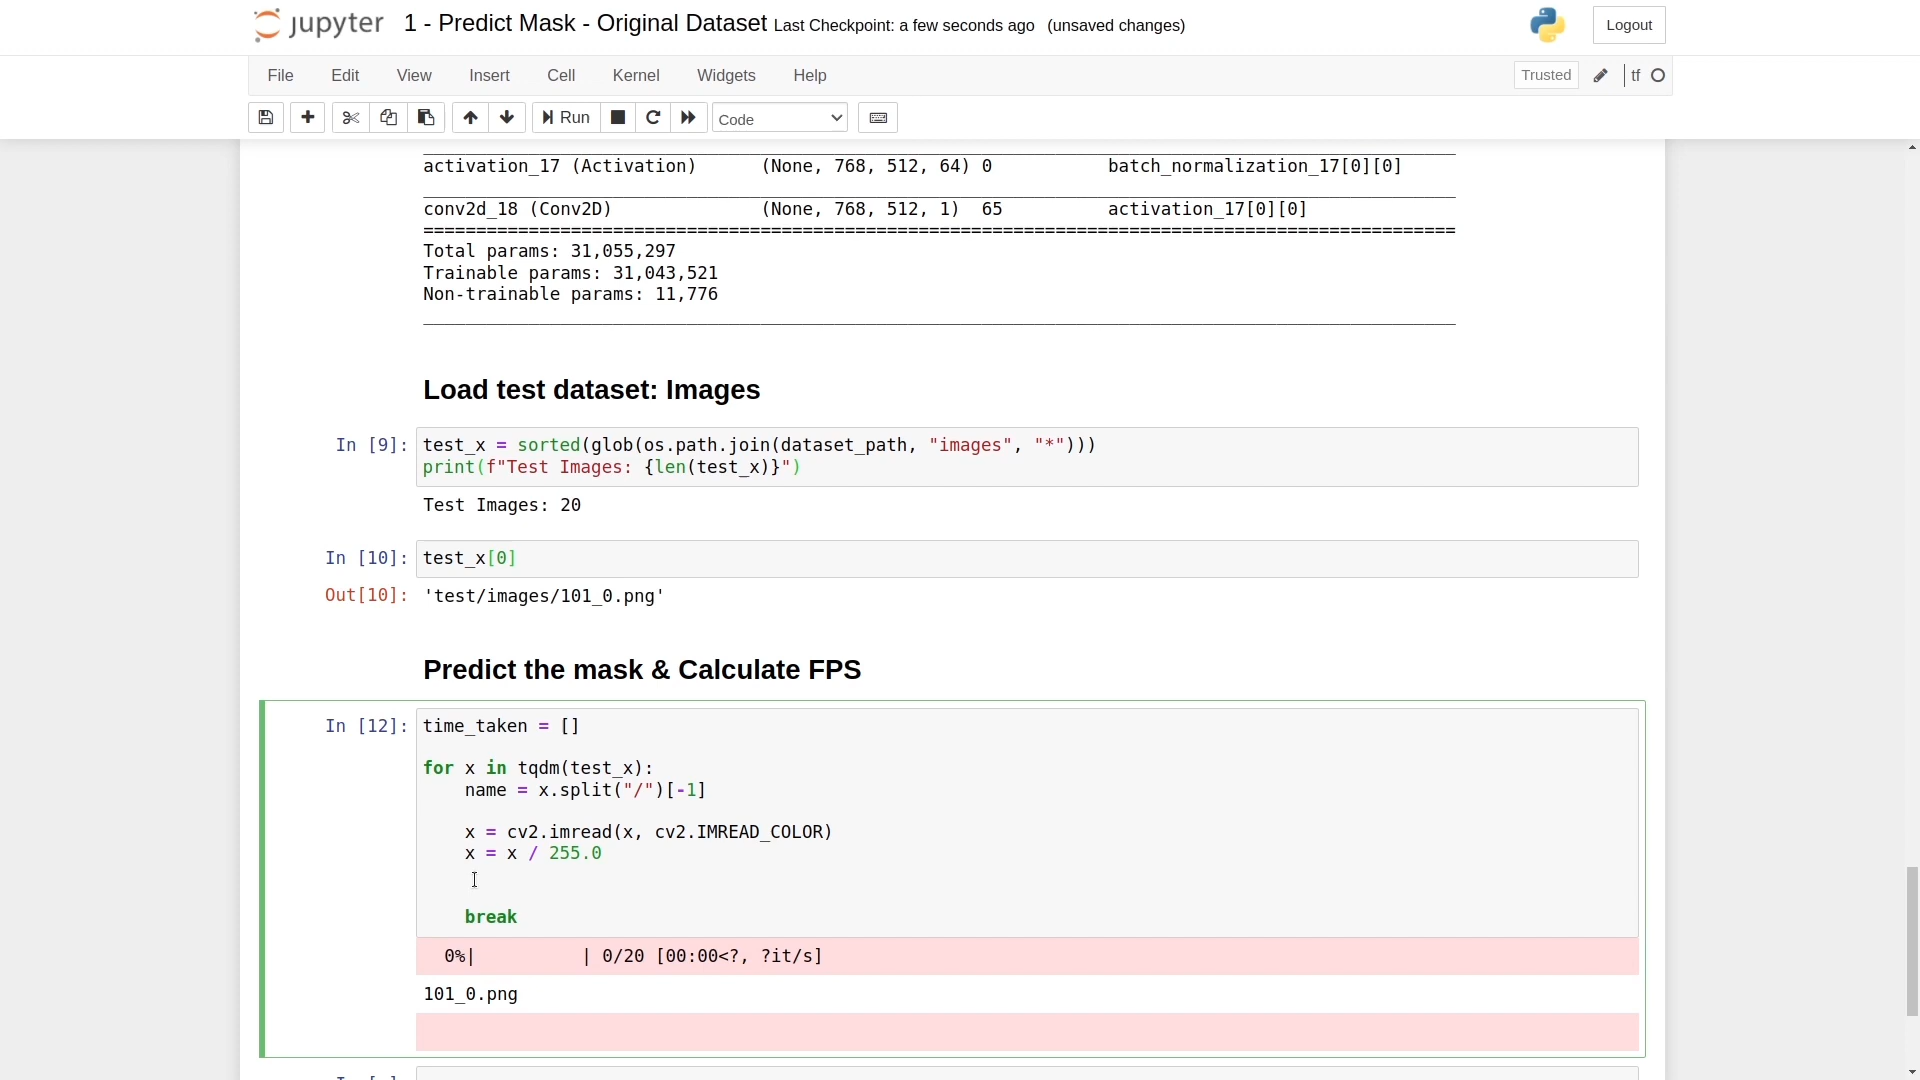 jupyter 1 - Predict Mask - Original Dataset Last Checkpoint: a few seconds ago (unsaved changes) Logout
File Edit View Insert Cell Kernel Widgets Help Trusted tf
Run Code
activation_17 (Activation) (None, 768, 512, 64) 0 batch_normalization_17[0][0]
conv2d_18 (Conv2D) (None, 768, 512, 1) 65 activation_17[0][0]
==================================================================================================
Total params: 31,055,297
Trainable params: 31,043,521
Non-trainable params: 11,776
Load test dataset: Images
In [9]: test_x = sorted(glob(os.path.join(dataset_path, "images", "*")))
print(f"Test Images: {len(test_x)}")
Test Images: 20
In [10]: test_x[0]
Out[10]: 'test/images/101_0.png'
Predict the mask & Calculate FPS
In [12]: time_taken = []
for x in tqdm(test_x):
name = x.split("/")[-1]
x = cv2.imread(x, cv2.IMREAD_COLOR)
x = x / 255.0
break
0%| | 0/20 [00:00<?, ?it/s]
101_0.png